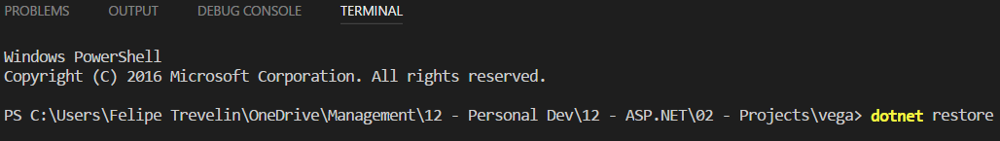 PROBLEMS OUTPUT DEBUG CONSOLE TERMINAL
Windows PowerShell
Copyright (C) 2016 Microsoft Corporation. All rights reserved.
PS C:\Users\Felipe Trevelin\OneDrive\Management\12 - Personal Dev\12 - ASP.NET\02 - Projects\vega> dotnet restore